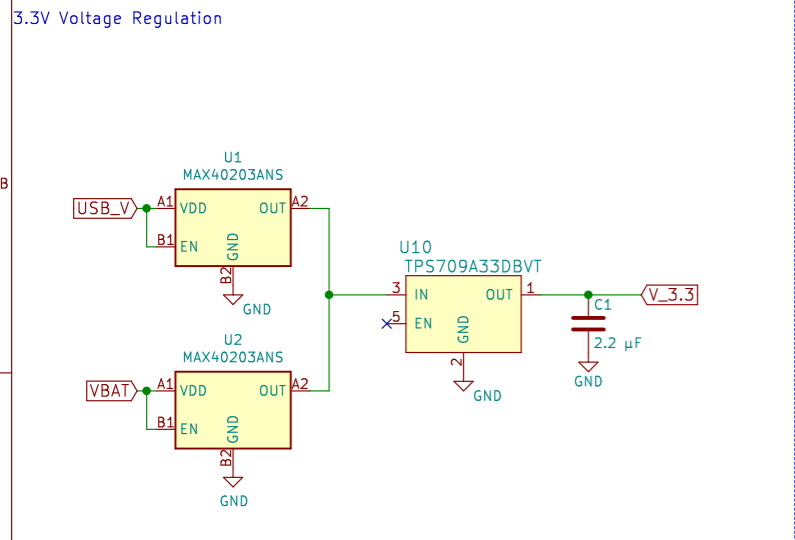 3.3V Voltage Regulation
B
U1
MAX40203ANS
USB_V
A1 VDD OUT A2
B1 EN
GND
B2
GND
U10
TPS709A33DBVT
3 IN OUT 1
V_3.3
5 EN
GND
2
GND
C1
2.2 µF
GND
U2
MAX40203ANS
VBAT
A1 VDD OUT A2
B1 EN
GND
B2
GND